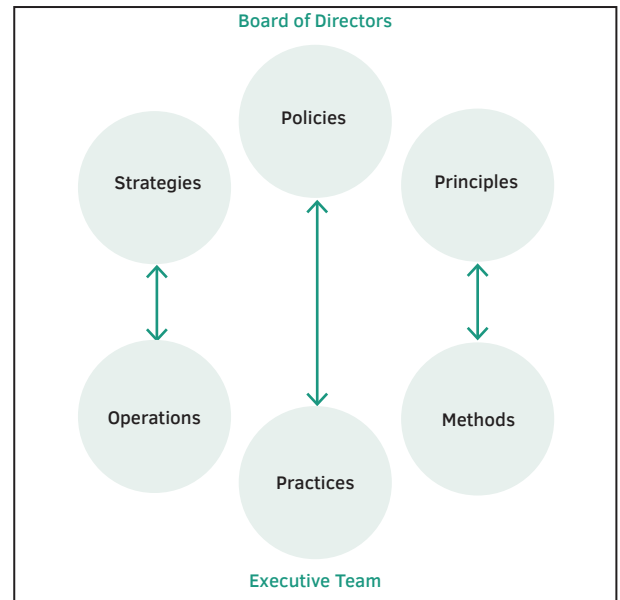 Board of Directors
Policies
Strategies
Principles
Operations
Methods
Practices
Executive Team